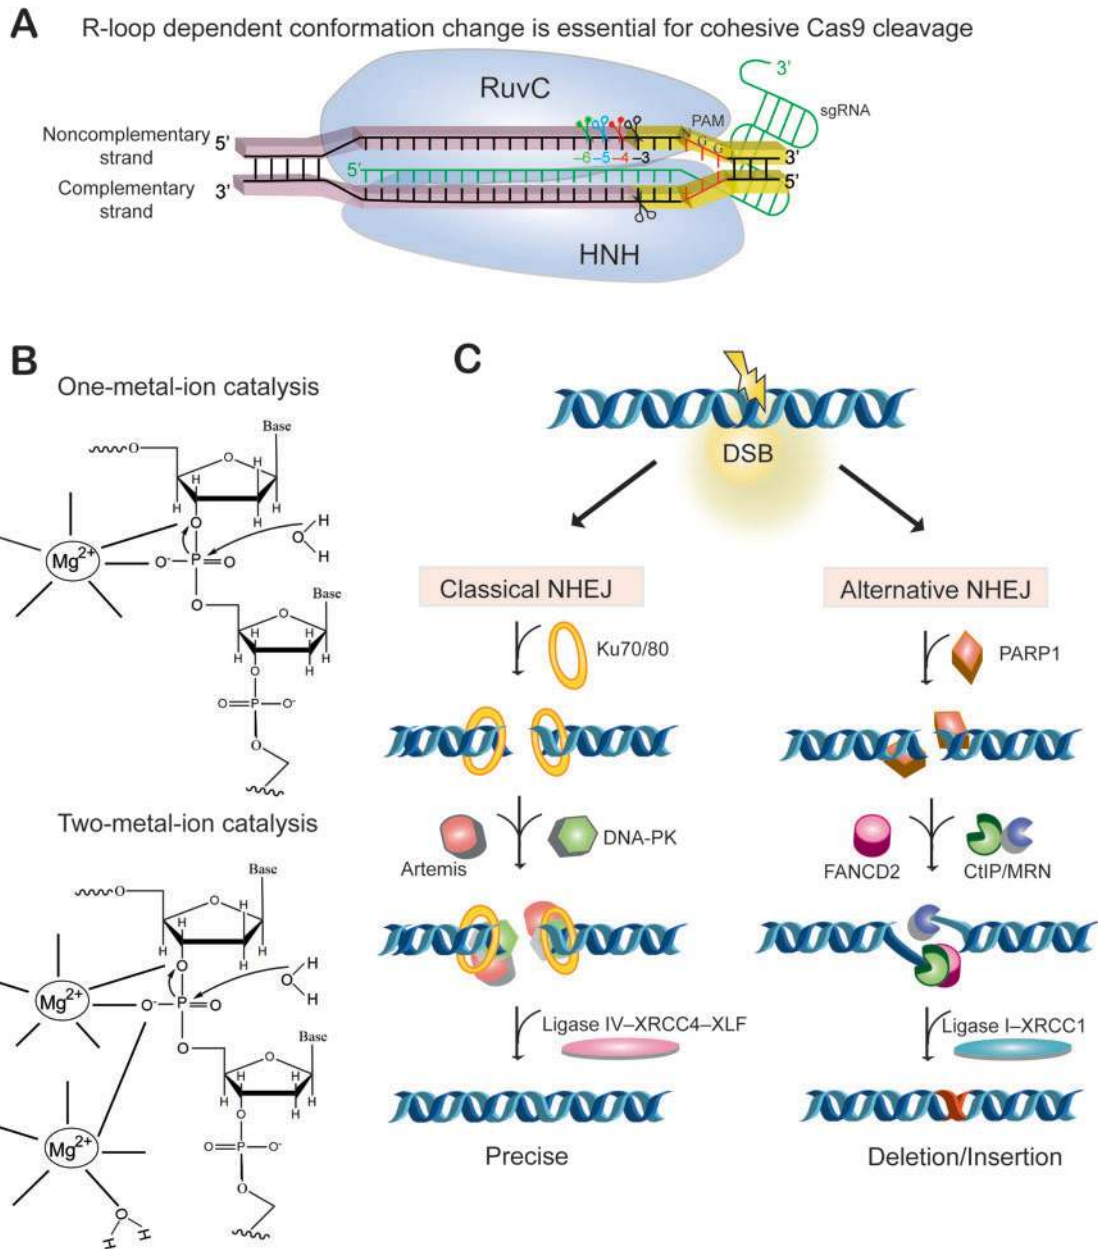 A R-loop dependent conformation change is essential for cohesive Cas9 cleavage
3'
RuvC
sgRNA
PAM
Noncomplementary
strand
5'
N G G
–6 –5 –4 –3
3'
5'
5'
Complementary
strand
3'
HNH
B
One-metal-ion catalysis
Base
O
O
H
H
H
H
O
H
O
H
Mg2+
O-
P
O
O
Base
O
H
H
H
H
O
O
P
O-
O
Two-metal-ion catalysis
Base
O
O
H
H
H
H
O
H
O
H
Mg2+
O-
P
O
O
Base
O
H
H
H
H
O
Mg2+
O
P
O-
O
O
H
H
C
DSB
Classical NHEJ
Ku70/80
Artemis
DNA-PK
Ligase IV–XRCC4–XLF
Precise
Alternative NHEJ
PARP1
FANCD2
CtIP/MRN
Ligase I–XRCC1
Deletion/Insertion